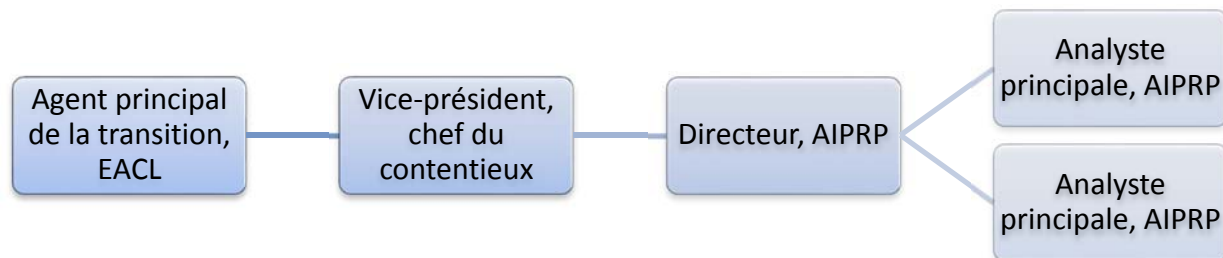 Agent principal
de la transition,
EACL
Vice-président,
chef du
contentieux
Directeur, AIPRP
Analyste
principale, AIPRP
Analyste
principale, AIPRP